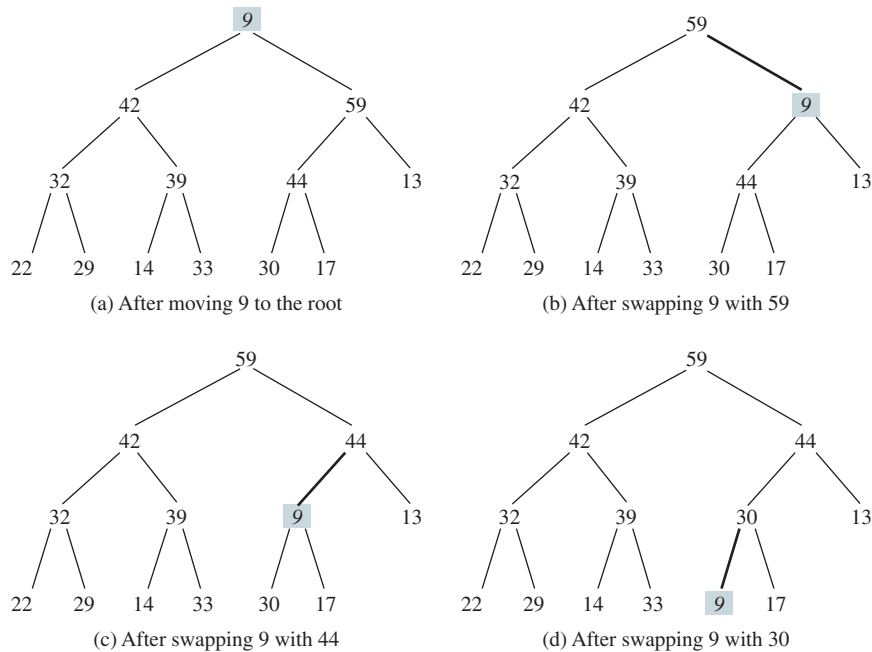 9
42 59
32 39 44 13
22 29 14 33 30 17
(a) After moving 9 to the root
59
42 9
32 39 44 13
22 29 14 33 30 17
(b) After swapping 9 with 59
59
42 44
32 39 9 13
22 29 14 33 30 17
(c) After swapping 9 with 44
59
42 44
32 39 30 13
22 29 14 33 9 17
(d) After swapping 9 with 30